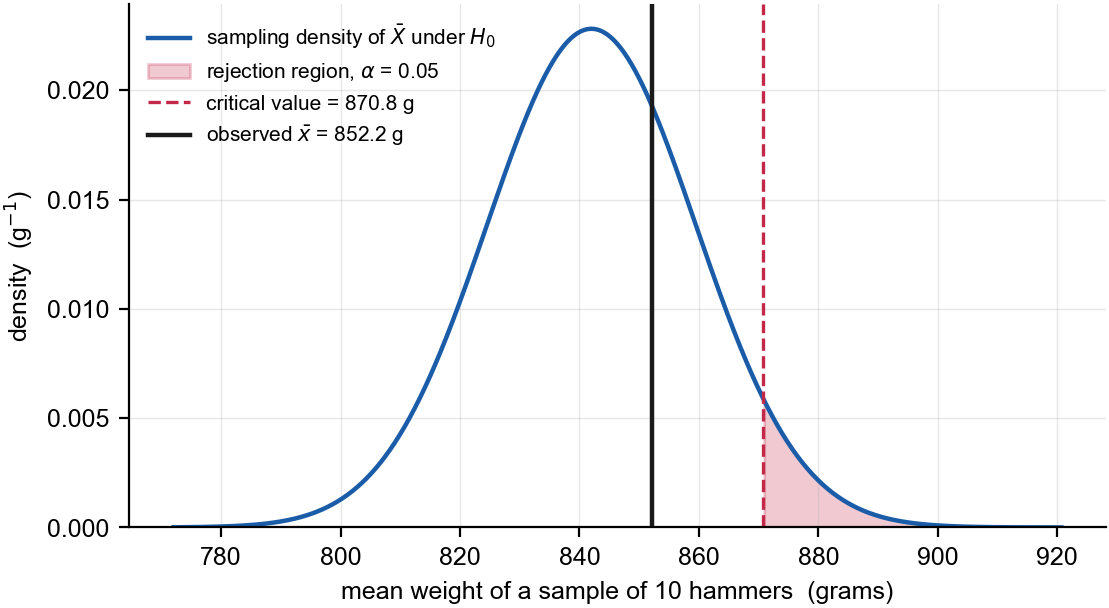 sampling density of X̄ under H₀
rejection region, α = 0.05
critical value = 870.8 g
observed x̄ = 852.2 g
density (g⁻¹)
0.020
0.015
0.010
0.005
0.000
780 800 820 840 860 880 900 920
mean weight of a sample of 10 hammers (grams)